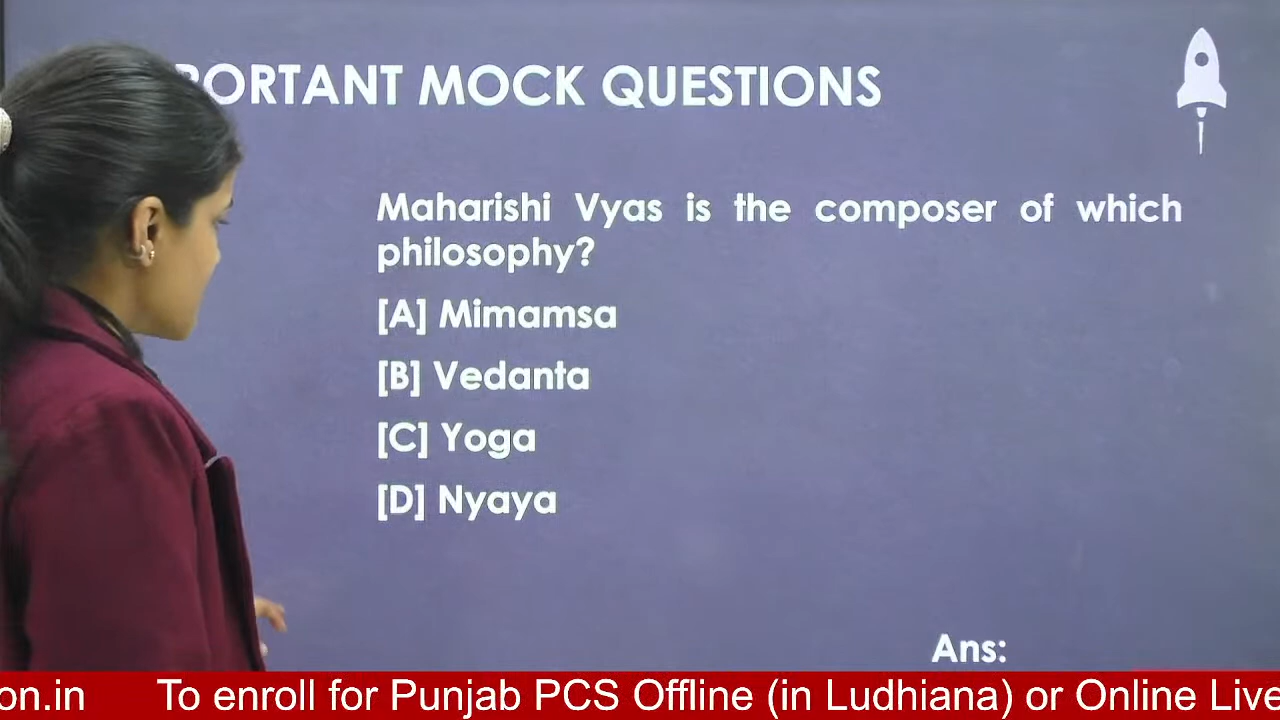 PORTANT MOCK QUESTIONS
Maharishi Vyas is the composer of which
philosophy?
[A] Mimamsa
[B] Vedanta
[C] Yoga
[D] Nyaya
Ans:
on.in To enroll for Punjab PCS Offline (in Ludhiana) or Online Live